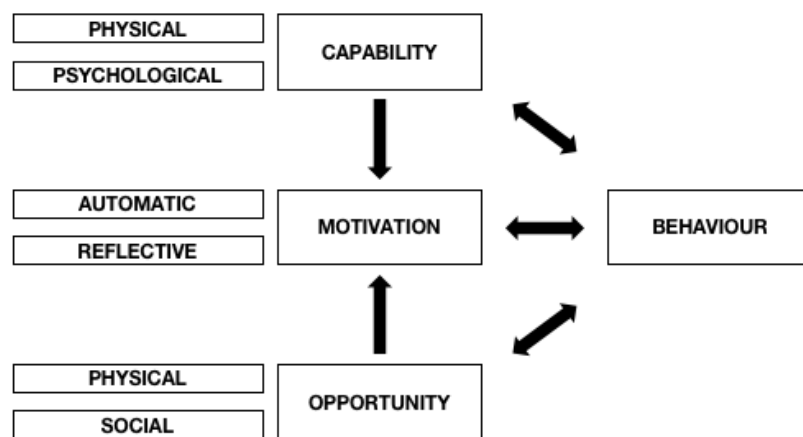 PHYSICAL
CAPABILITY
PSYCHOLOGICAL
AUTOMATIC
MOTIVATION
BEHAVIOUR
REFLECTIVE
PHYSICAL
OPPORTUNITY
SOCIAL